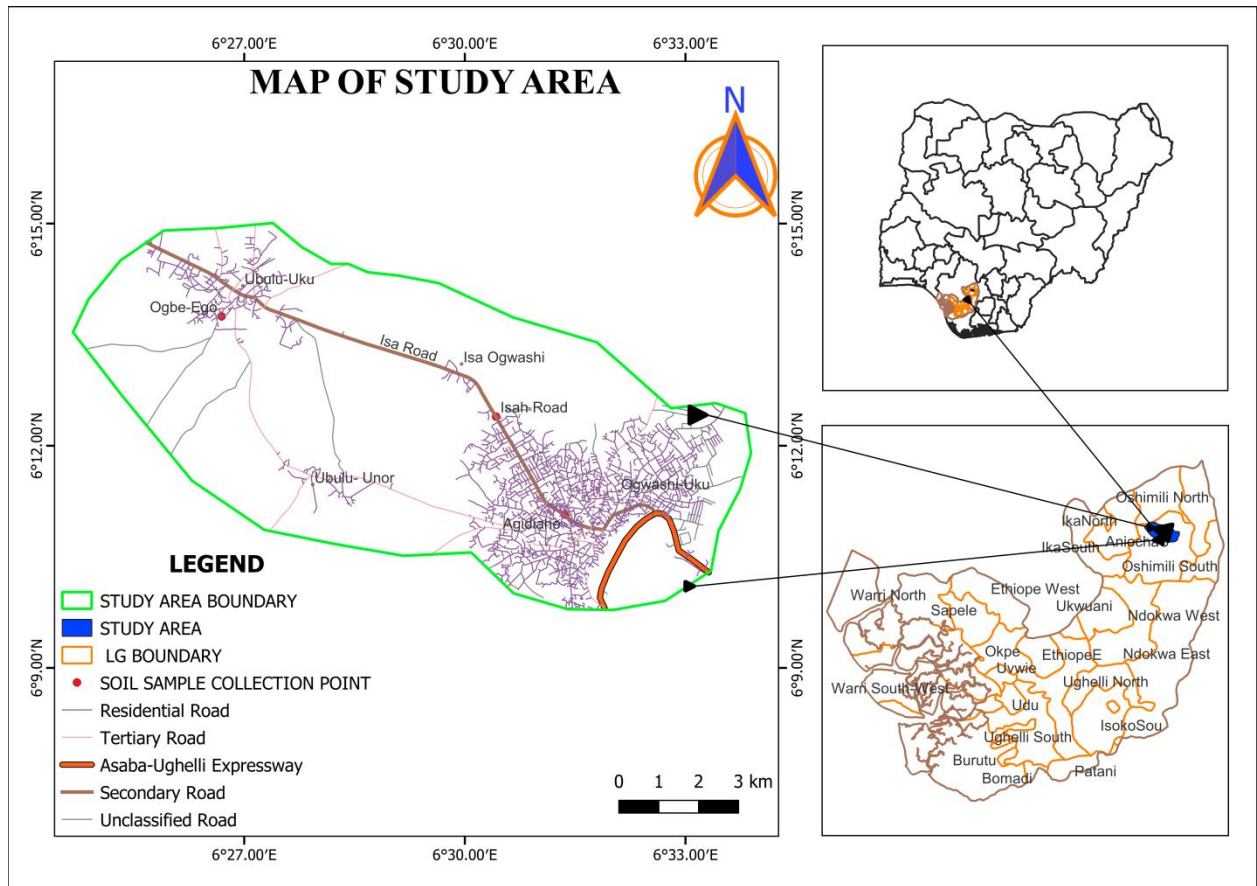 6°27.00′E 6°30.00′E 6°33.00′E
MAP OF STUDY AREA
N
6°15.00′N
6°15.00′N
Ubulu-Uku
Ogbe-Ego
Isa Road
Isa Ogwashi
Isah Road
6°12.00′N
6°12.00′N
Ubulu- Unor
Ogwashi-Uku
Agidiaho
6°9.00′N
6°9.00′N
LEGEND
STUDY AREA BOUNDARY
STUDY AREA
LG BOUNDARY
SOIL SAMPLE COLLECTION POINT
Residential Road
Tertiary Road
Asaba-Ughelli Expressway
Secondary Road
Unclassified Road
0 1 2 3 km
6°27.00′E 6°30.00′E 6°33.00′E
Oshimili North
IkaNorth
IkaSouth
Oshimili South
Ethiope West
Warri North
Sapele
Ukwuani
Ndokwa West
Okpe
Uvwie
EthiopeE
Ndokwa East
Ughelli North
Warri South-West
Udu
IsokoSou
Ughelli South
Burutu
Bomadi
Patani